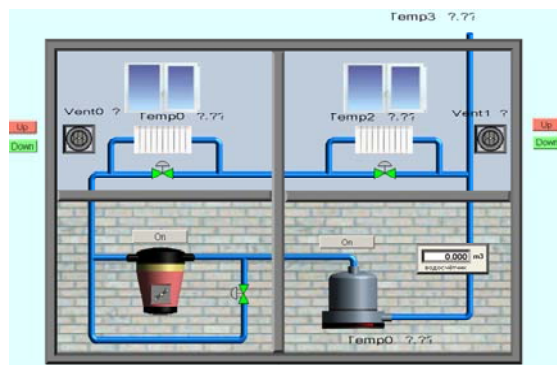 Temp3 ?.??
Vent0 ?
Temp0 ?.??
Temp2 ?.??
Vent1 ?
Up
Down
Up
Down
On
On
0.000 m3
водосчётчик
Temp0 ?.??